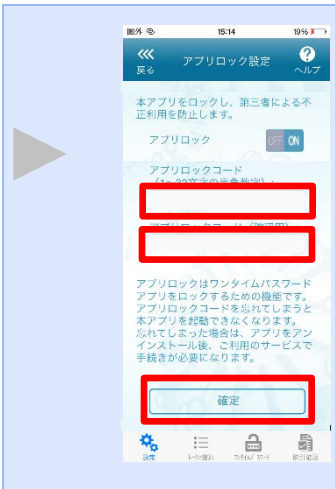 圏外
15:14
19%
戻る
アプリロック設定
?
ヘルプ
本アプリをロックし、第三者による不
正利用を防止します。
アプリロック
OFF ON
アプリロックコード
アプリロックはワンタイムパスワード
アプリをロックするための機能です。
アプリロックコードを忘れてしまうと
本アプリを起動できなくなります。
忘れてしまった場合は、アプリをアン
インストール後、ご利用のサービスで
手続きが必要になります。
確定
設定